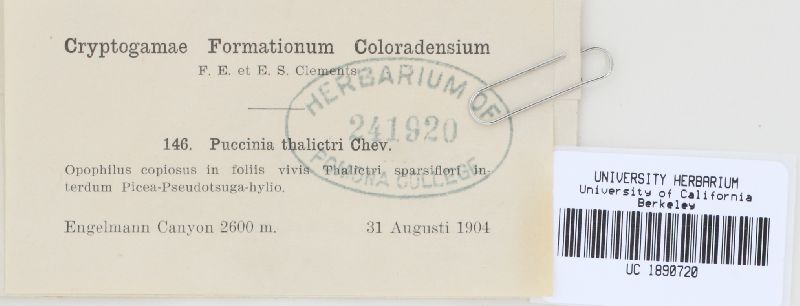 Cryptogamae Formationum Coloradensium
F. E. et E. S. Clements
HERBARIUM OF
241920
POMONA COLLEGE
146. Puccinia thalictri Chev.
Opophilus copiosus in foliis vivis Thalictri sparsiflori in-
terdum Picea-Pseudotsuga-hylio.
Engelmann Canyon 2600 m. 31 Augusti 1904
UNIVERSITY HERBARIUM
University of California
Berkeley
UC 1890720